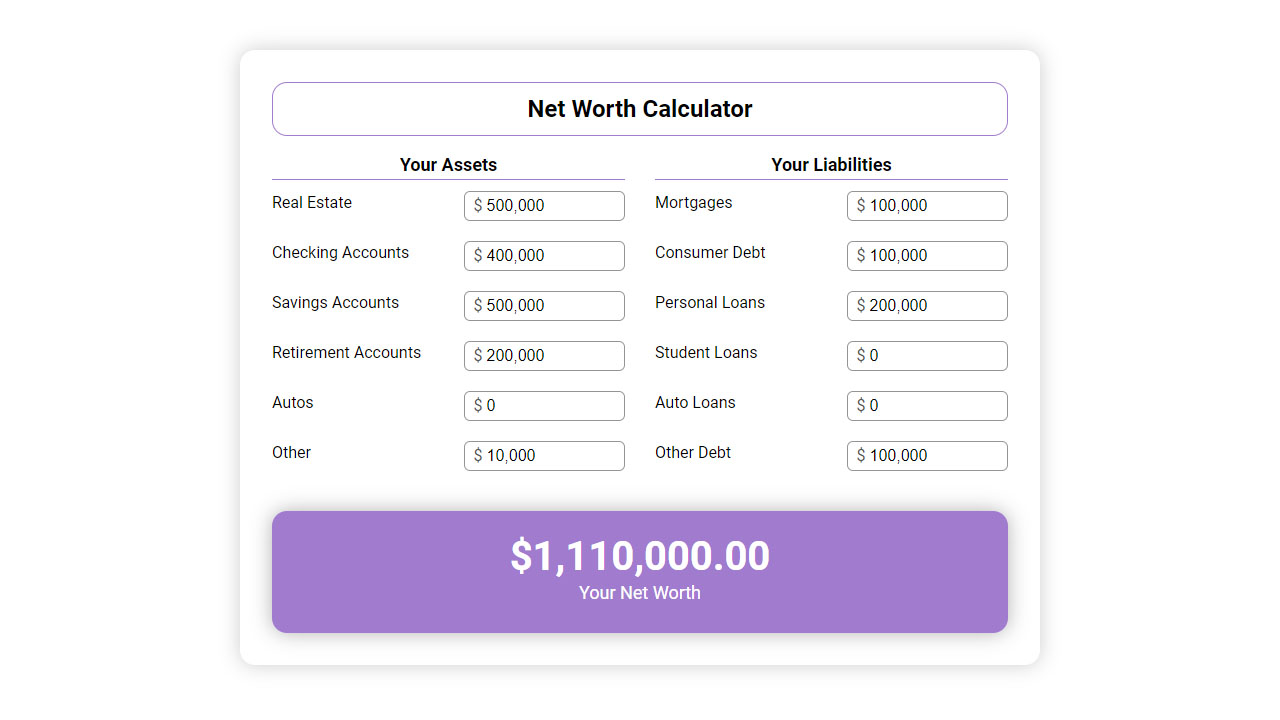 Net Worth Calculator
Your Assets
Real Estate $ 500,000
Checking Accounts $ 400,000
Savings Accounts $ 500,000
Retirement Accounts $ 200,000
Autos $ 0
Other $ 10,000
Your Liabilities
Mortgages $ 100,000
Consumer Debt $ 100,000
Personal Loans $ 200,000
Student Loans $ 0
Auto Loans $ 0
Other Debt $ 100,000
$1,110,000.00
Your Net Worth